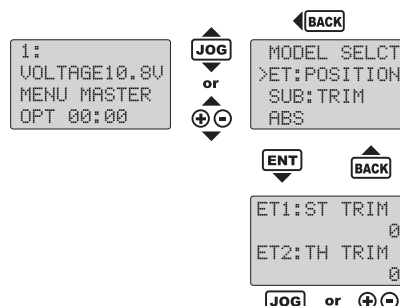 BACK
1:
VOLTAGE10.8V
MENU MASTER
OPT 00:00
JOG
or
MODEL SELCT
>ET:POSITION
SUB:TRIM
ABS
ENT
BACK
ET1:ST TRIM
0
ET2:TH TRIM
0
JOG or